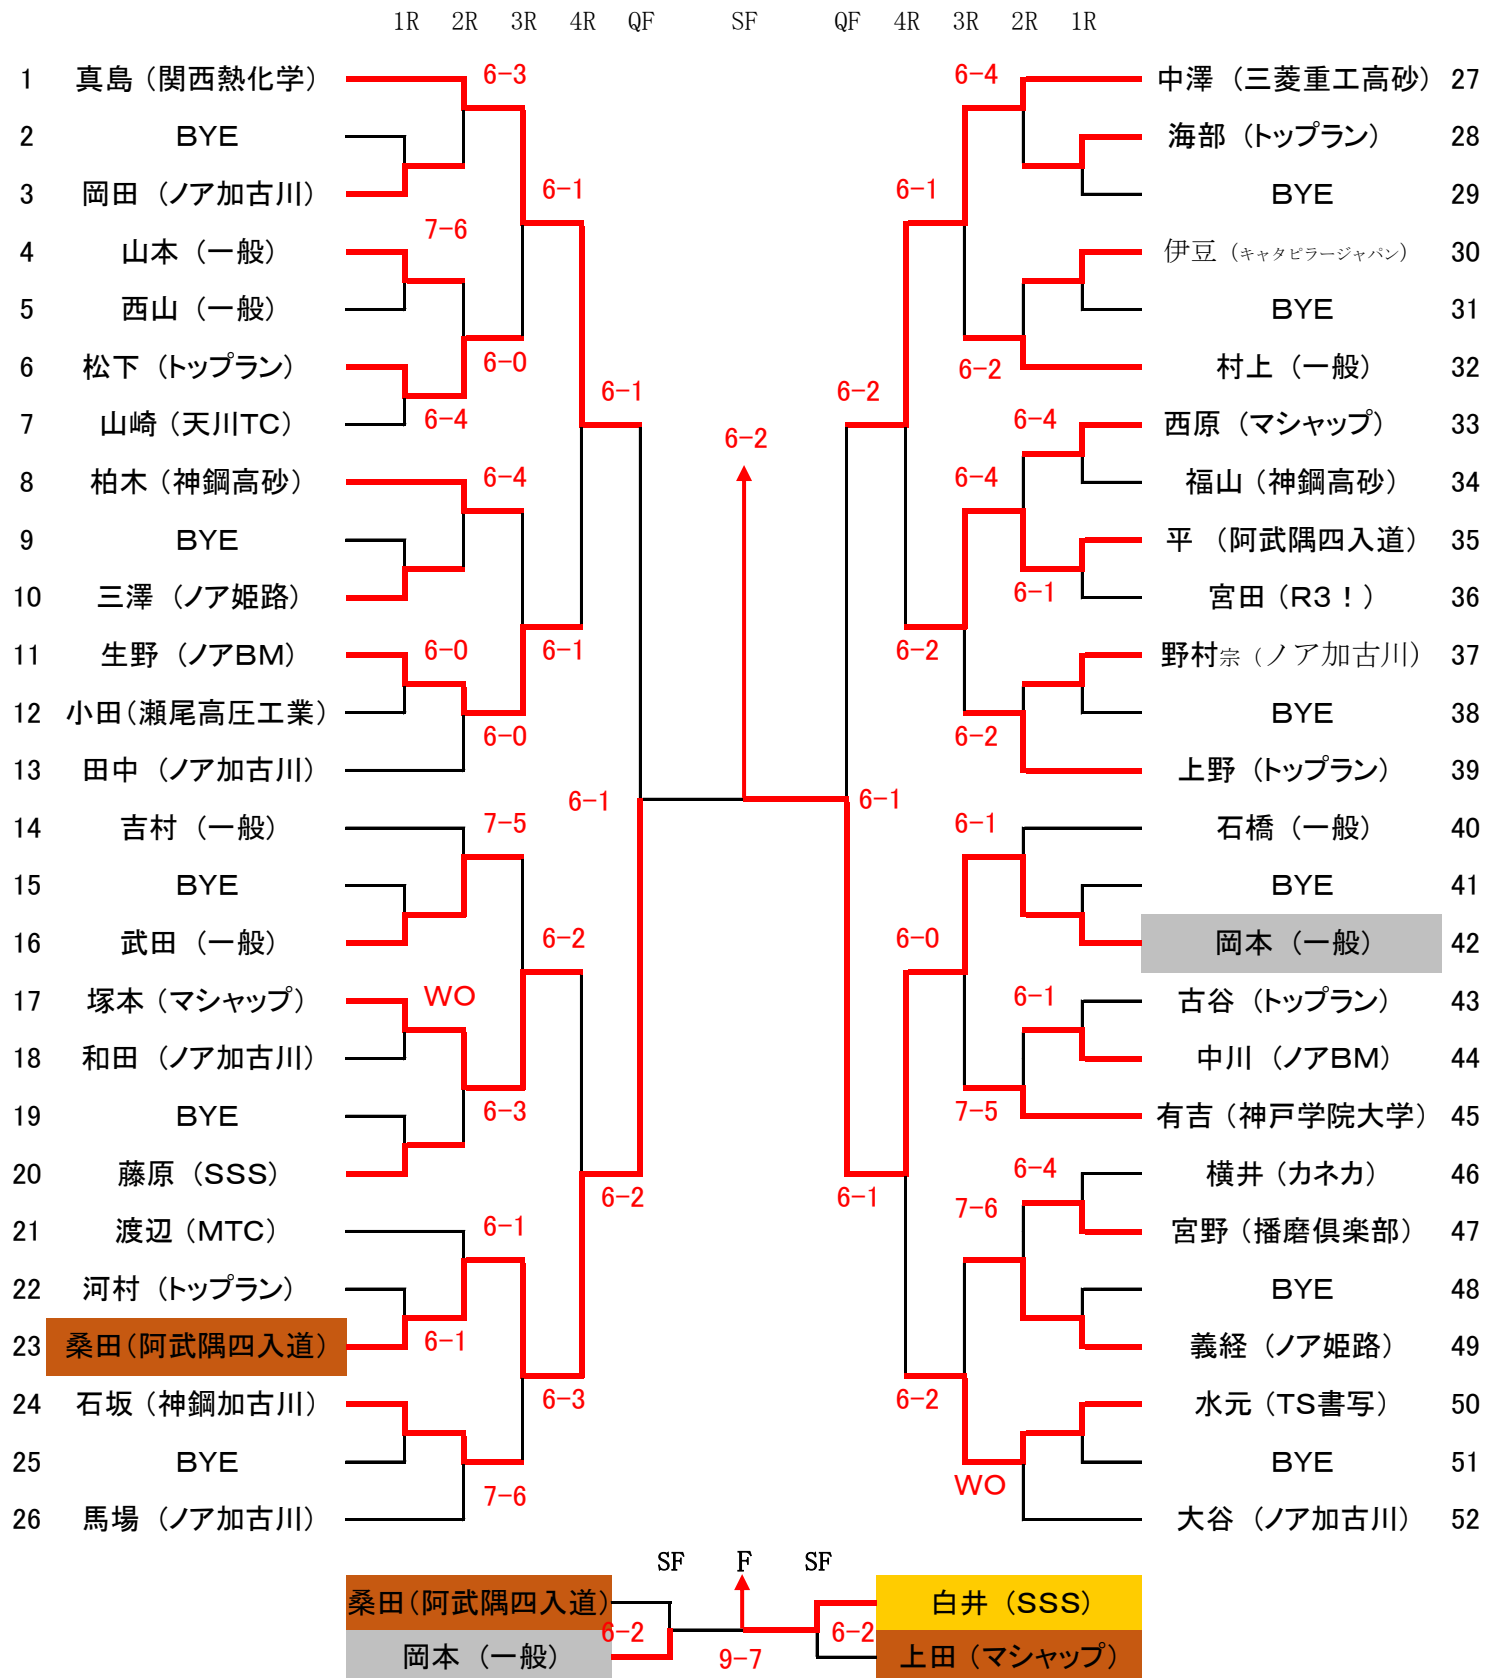 1R 2R 3R 4R QF SF QF 4R 3R 2R 1R
1 真島（関西熱化学） 6-3 6-4 中澤（三菱重工高砂） 27
2 BYE 海部（トップラン） 28
3 岡田（ノア加古川） 6-1 6-1 BYE 29
7-6
4 山本（一般） 伊豆（キャタピラージャパン） 30
5 西山（一般） BYE 31
6 松下（トップラン） 6-0 6-2 村上（一般） 32
6-1 6-2
7 山崎（天川TC） 6-4 6-4 西原（マシャップ） 33
6-2
8 柏木（神鋼高砂） 6-4 6-4 福山（神鋼高砂） 34
9 BYE 平（阿武隅四入道） 35
10 三澤（ノア姫路） 6-1 宮田（R3！） 36
11 生野（ノアBM） 6-0 6-1 6-2 野村宗（ノア加古川） 37
12 小田（瀬尾高圧工業） 6-0 6-2 BYE 38
13 田中（ノア加古川） 上野（トップラン） 39
6-1 6-1
14 吉村（一般） 7-5 6-1 石橋（一般） 40
15 BYE BYE 41
16 武田（一般） 6-2 6-0 岡本（一般） 42
17 塚本（マシャップ） WO 6-1 古谷（トップラン） 43
18 和田（ノア加古川） 中川（ノアBM） 44
19 BYE 6-3 7-5 有吉（神戸学院大学） 45
20 藤原（SSS） 6-2 6-1 6-4 横井（カネカ） 46
21 渡辺（MTC） 6-1 7-6 宮野（播磨倶楽部） 47
22 河村（トップラン） BYE 48
23 桑田（阿武隅四入道） 6-1 義経（ノア姫路） 49
24 石坂（神鋼加古川） 6-3 6-2 水元（TS書写） 50
25 BYE 7-6 WO BYE 51
26 馬場（ノア加古川） 大谷（ノア加古川） 52
SF F SF
桑田（阿武隅四入道） 白井（SSS）
6-2 6-2
岡本（一般） 9-7 上田（マシャップ）